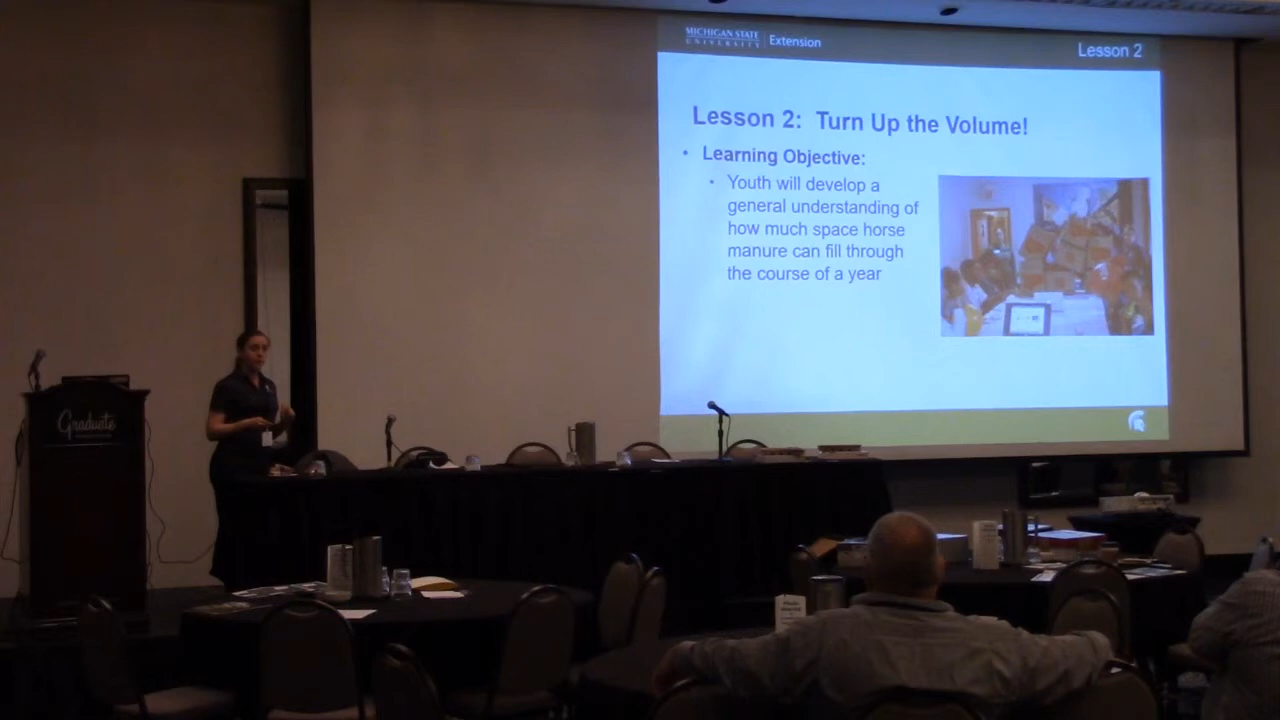 MICHIGAN STATE
UNIVERSITY
Extension
Lesson 2
Lesson 2: Turn Up the Volume!
• Learning Objective:
• Youth will develop a
general understanding of
how much space horse
manure can fill through
the course of a year
Graduate